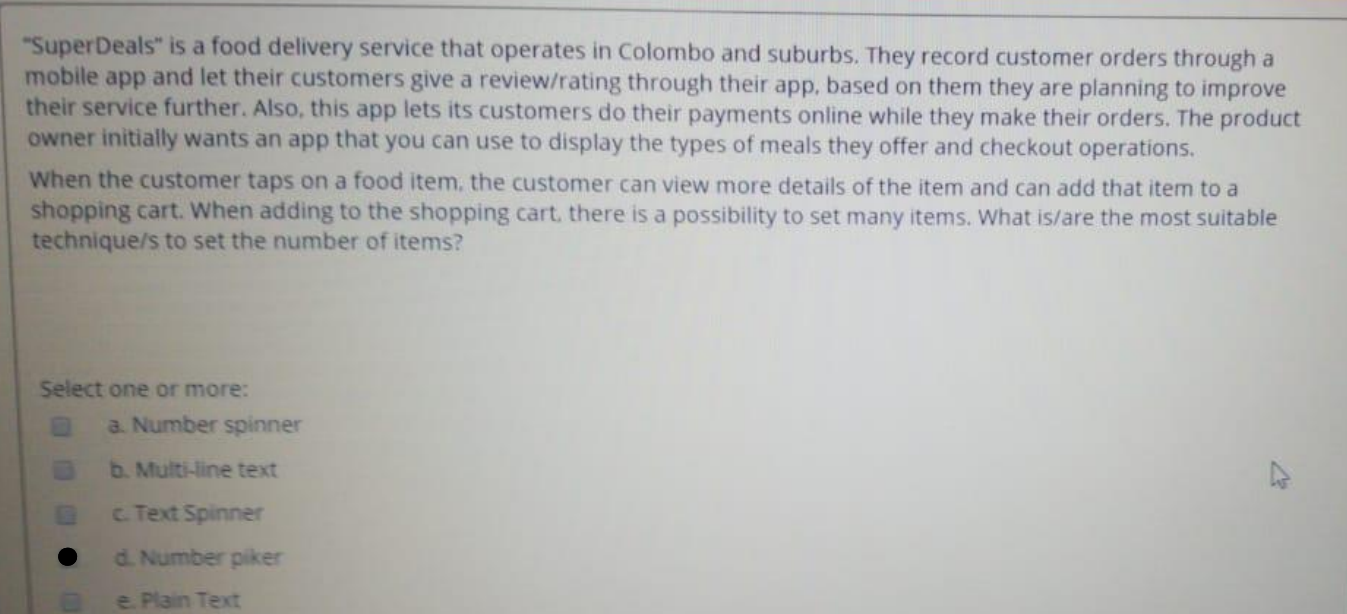 "SuperDeals" is a food delivery service that operates in Colombo and suburbs. They record customer orders through a
mobile app and let their customers give a review/rating through their app, based on them they are planning to improve
their service further. Also, this app lets its customers do their payments online while they make their orders. The product
owner initially wants an app that you can use to display the types of meals they offer and checkout operations.
When the customer taps on a food item, the customer can view more details of the item and can add that item to a
shopping cart. When adding to the shopping cart, there is a possibility to set many items. What is/are the most suitable
technique/s to set the number of items?
Select one or more:
a. Number spinner
b. Multi-line text
c. Text Spinner
d. Number piker
e. Plain Text